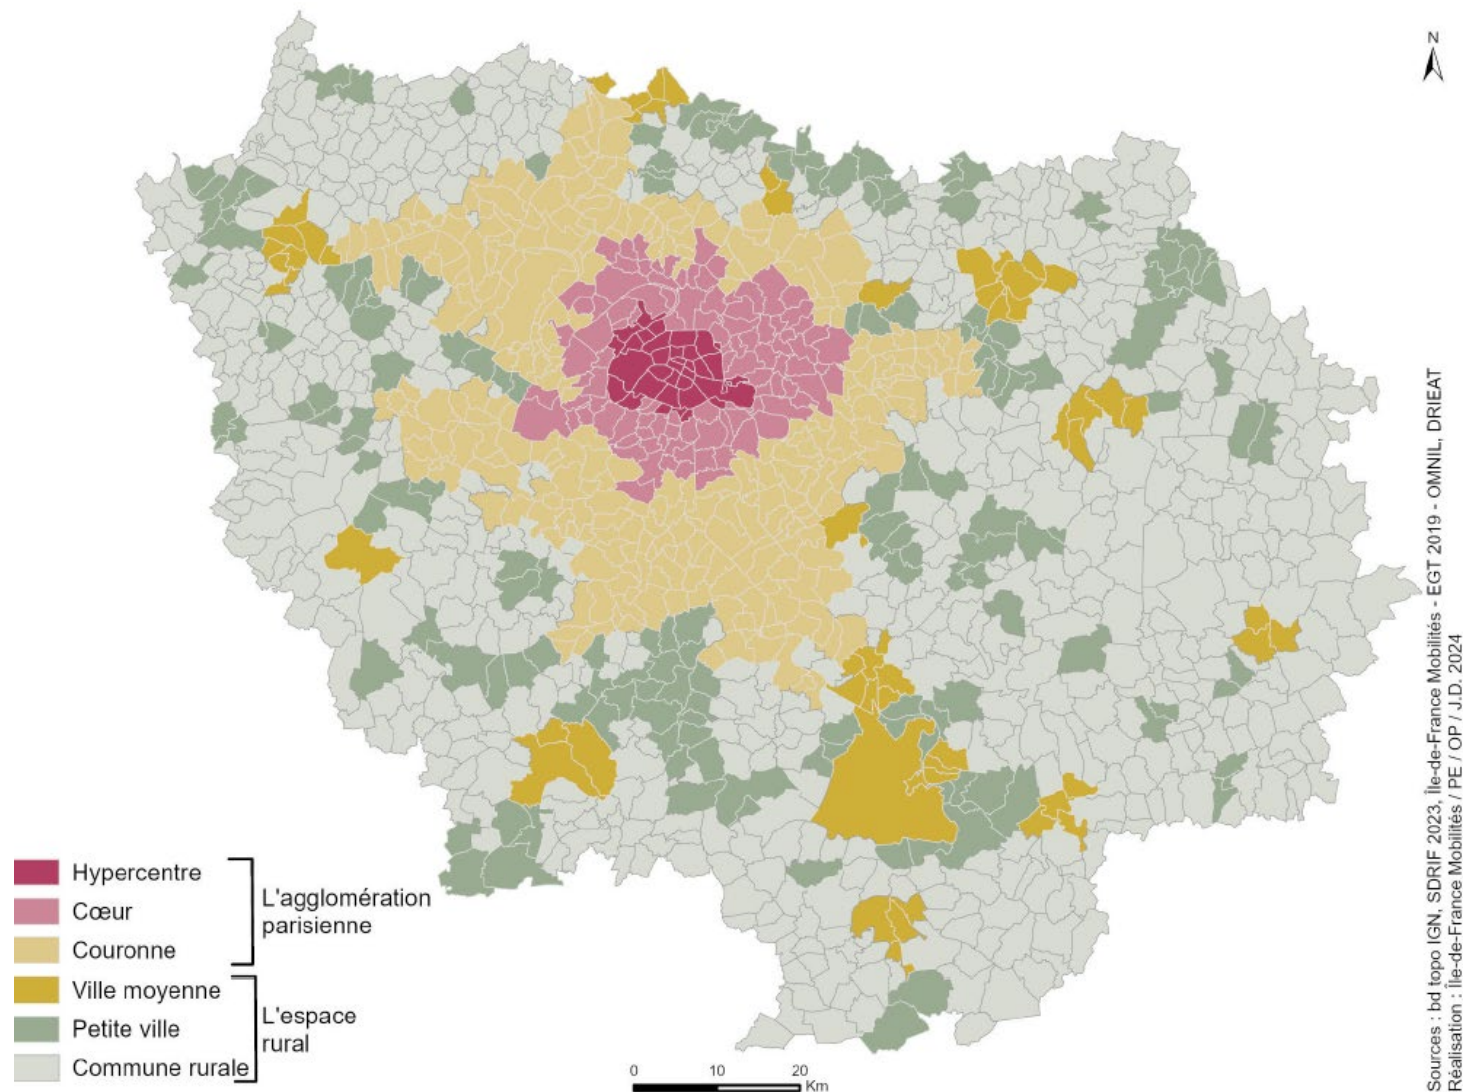 N
Hypercentre
Cœur
Couronne
L'agglomération
parisienne
Ville moyenne
Petite ville
Commune rurale
L'espace
rural
0 10 20
Km
Sources : bd topo IGN, SDRIF 2023, Île-de-France Mobilités - EGT 2019 - OMNIL, DRIEAT
Réalisation : Île-de-France Mobilités / PE / OP / J.D. 2024